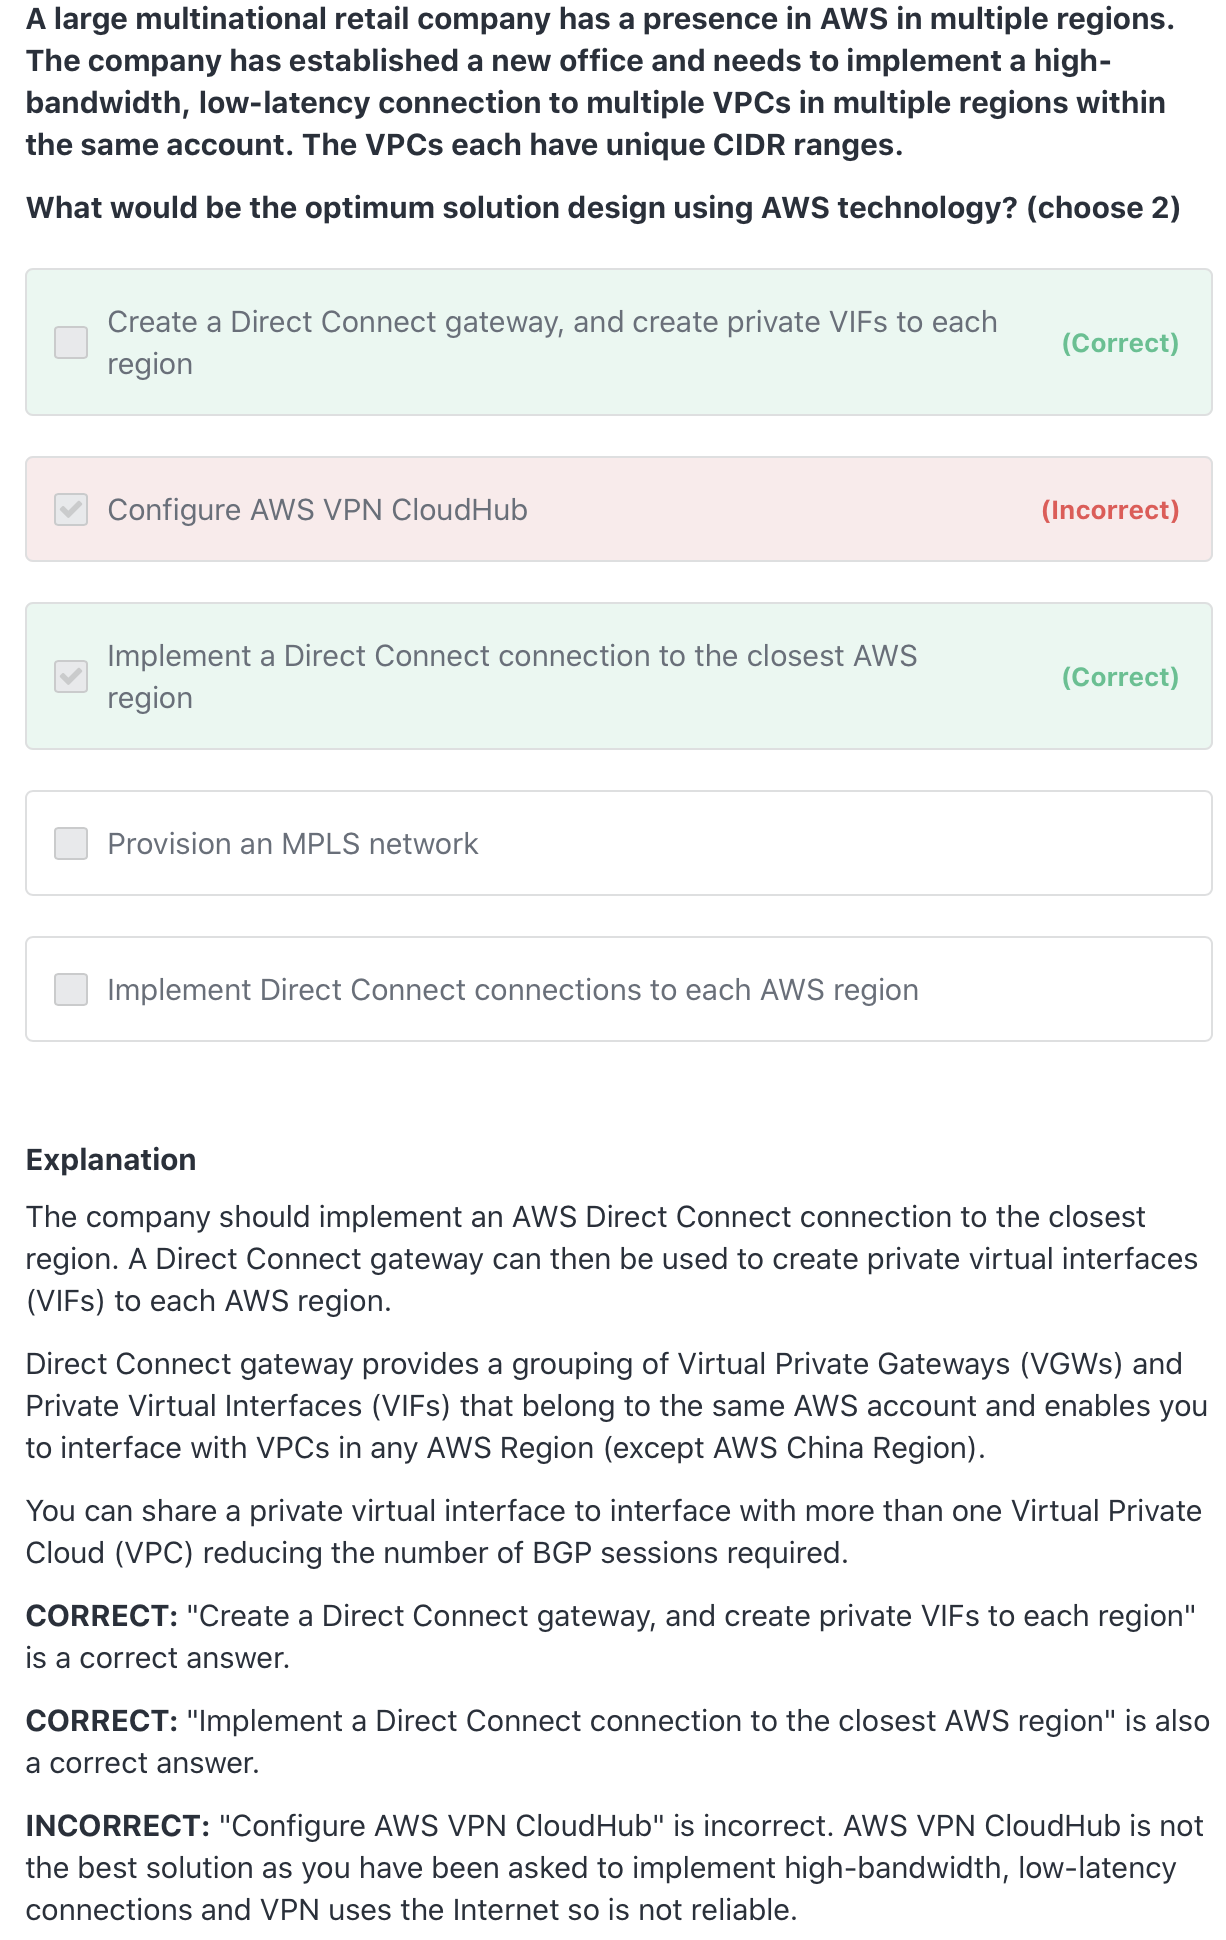 A large multinational retail company has a presence in AWS in multiple regions.
The company has established a new office and needs to implement a high-
bandwidth, low-latency connection to multiple VPCs in multiple regions within
the same account. The VPCs each have unique CIDR ranges.
What would be the optimum solution design using AWS technology? (choose 2)
Create a Direct Connect gateway, and create private VIFs to each
region
(Correct)
Configure AWS VPN CloudHub
(Incorrect)
Implement a Direct Connect connection to the closest AWS
region
(Correct)
Provision an MPLS network
Implement Direct Connect connections to each AWS region
Explanation
The company should implement an AWS Direct Connect connection to the closest
region. A Direct Connect gateway can then be used to create private virtual interfaces
(VIFs) to each AWS region.
Direct Connect gateway provides a grouping of Virtual Private Gateways (VGWs) and
Private Virtual Interfaces (VIFs) that belong to the same AWS account and enables you
to interface with VPCs in any AWS Region (except AWS China Region).
You can share a private virtual interface to interface with more than one Virtual Private
Cloud (VPC) reducing the number of BGP sessions required.
CORRECT: "Create a Direct Connect gateway, and create private VIFs to each region"
is a correct answer.
CORRECT: "Implement a Direct Connect connection to the closest AWS region" is also
a correct answer.
INCORRECT: "Configure AWS VPN CloudHub" is incorrect. AWS VPN CloudHub is not
the best solution as you have been asked to implement high-bandwidth, low-latency
connections and VPN uses the Internet so is not reliable.